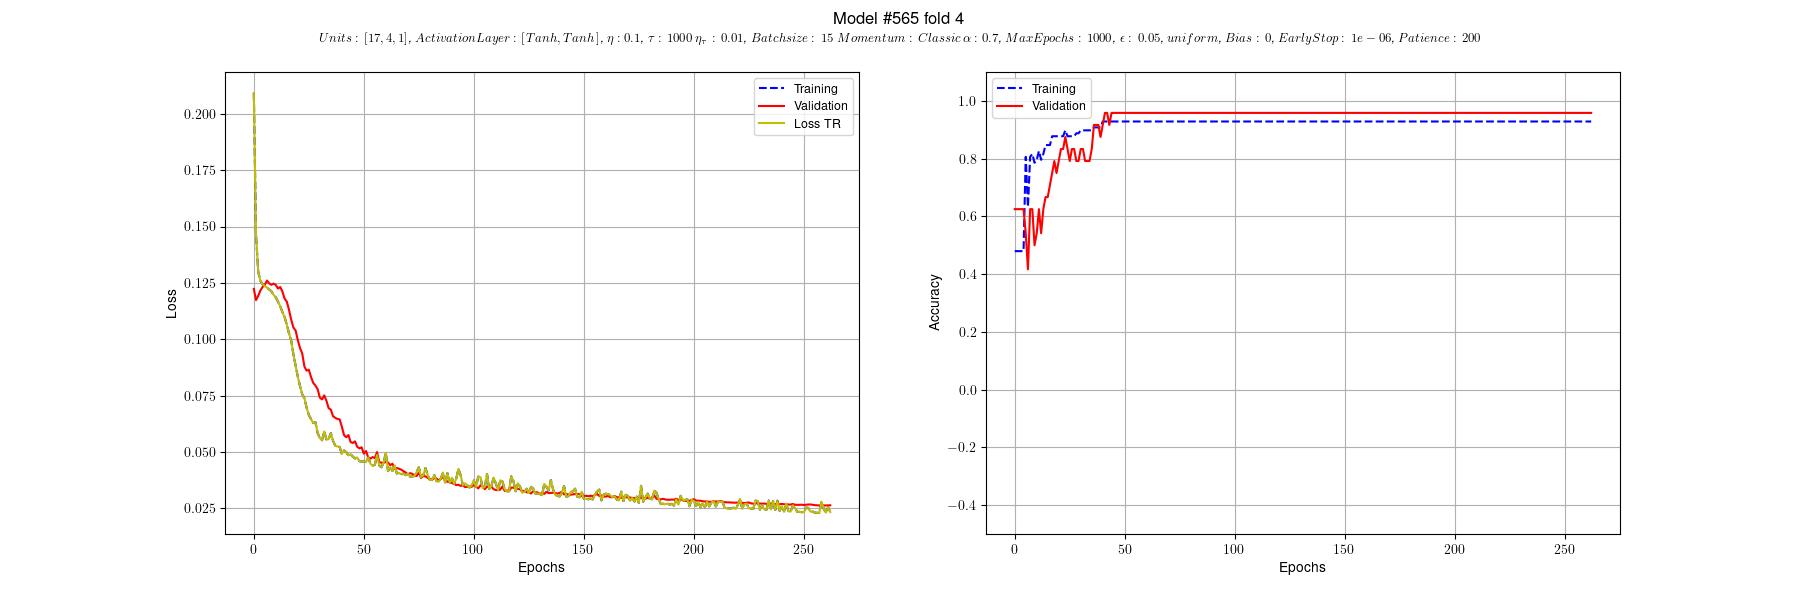 Model #565 fold 4
Units : [17, 4, 1], ActivationLayer : [Tanh, Tanh], η : 0.1, τ : 1000 ητ : 0.01, Batchsize : 15 Momentum : Classic α : 0.7, MaxEpochs : 1000, ϵ : 0.05, uniform, Bias : 0, EarlyStop : 1e − 06, Patience : 200
Training
Validation
Loss TR
0.200
0.175
0.150
0.125
0.100
0.075
0.050
0.025
Loss
0 50 100 150 200 250
Epochs
Training
Validation
1.0
0.8
0.6
0.4
0.2
0.0
−0.2
−0.4
Accuracy
0 50 100 150 200 250
Epochs